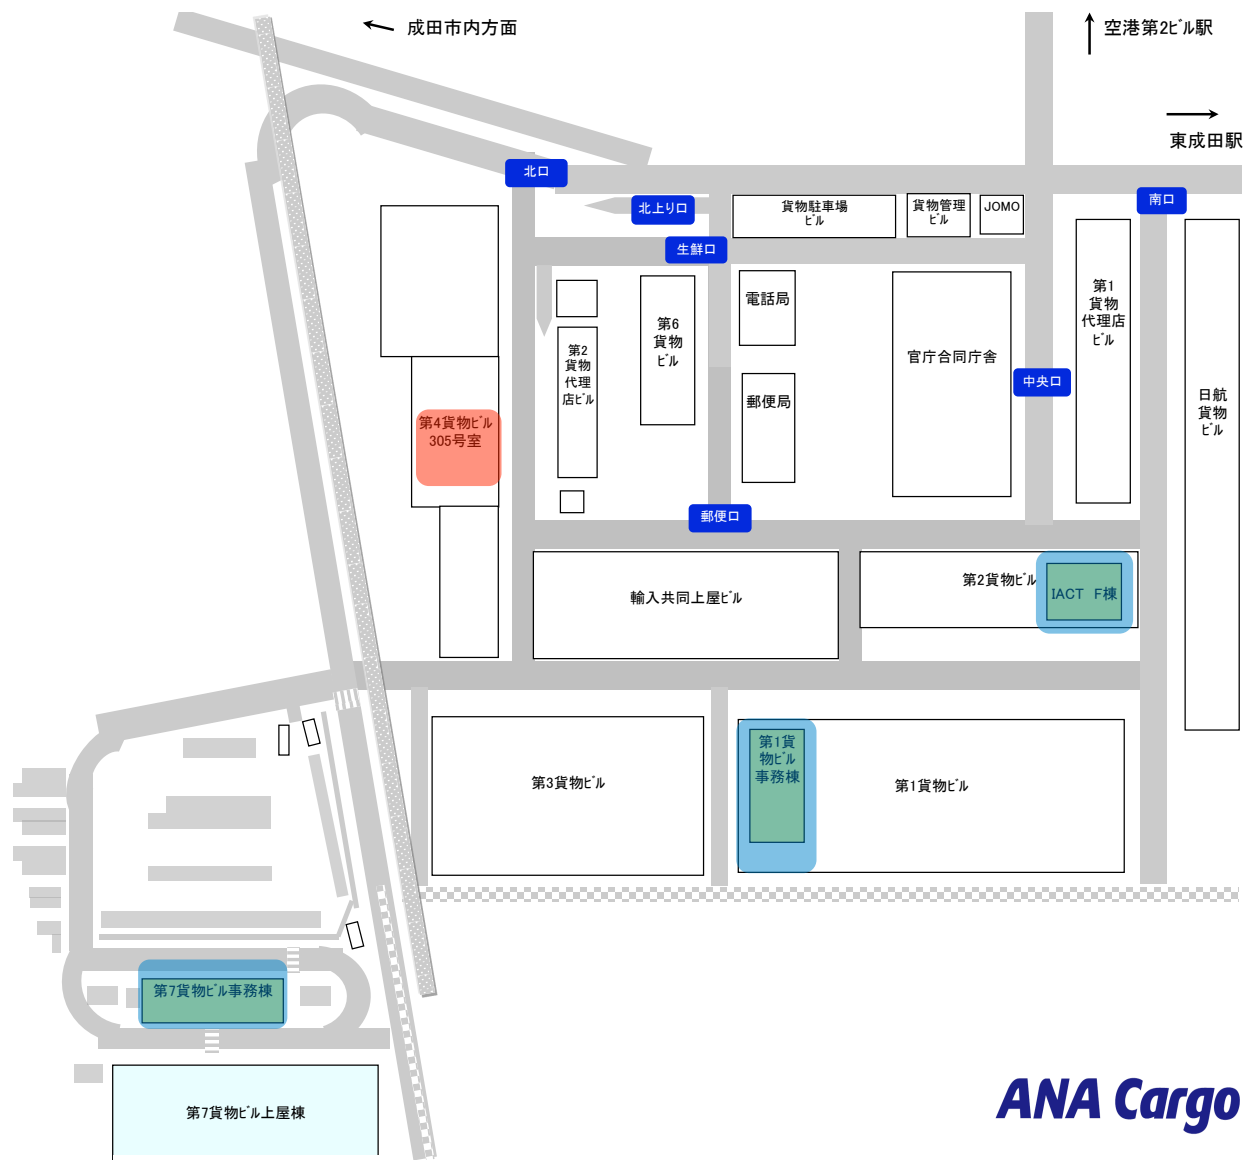 成田市内方面
空港第2ﾋﾞﾙ駅
東成田駅
北口
南口
北上り口
貨物駐車場
ﾋﾞﾙ
貨物管理
ﾋﾞﾙ
JOMO
生鮮口
電話局
第1
貨物
代理店
ﾋﾞﾙ
第6
貨物
ﾋﾞﾙ
第2
貨物
代理
店ﾋﾞﾙ
官庁合同庁舎
中央口
郵便局
日航
貨物
ﾋﾞﾙ
第4貨物ﾋﾞﾙ
305号室
郵便口
輸入共同上屋ﾋﾞﾙ
第2貨物ﾋﾞﾙ
IACT　F棟
第3貨物ﾋﾞﾙ
第1貨
物ﾋﾞﾙ
事務棟
第1貨物ﾋﾞﾙ
第7貨物ﾋﾞﾙ事務棟
第7貨物ﾋﾞﾙ上屋棟
ANA Cargo